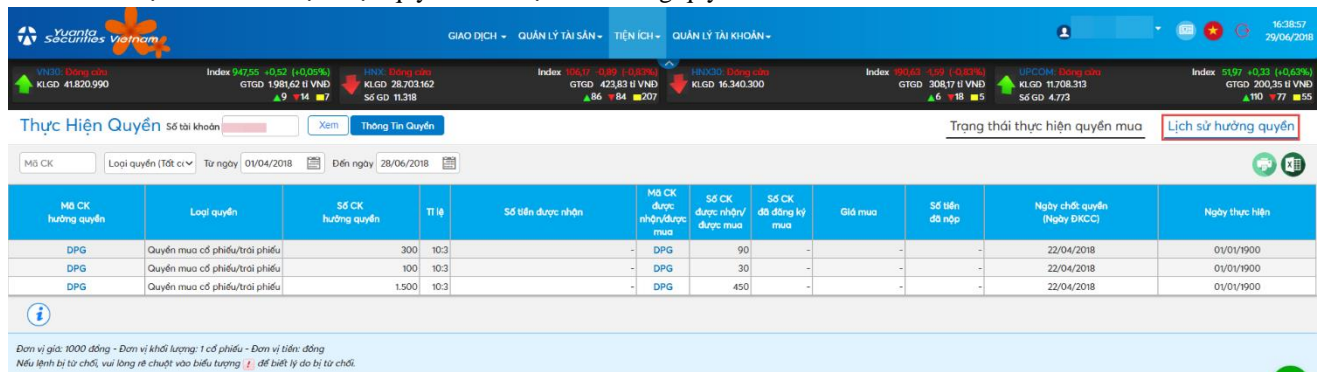 Yuanta Securities Vietnam
GIAO DỊCH QUẢN LÝ TÀI SẢN TIỆN ÍCH QUẢN LÝ TÀI KHOẢN
16:38:57
29/06/2018
VN30: Đóng cửa Index 947,55 +0,52 (+0,05%)
KLGD 41.820.990 GTGD 1.981,62 tỉ VNĐ
9 14 7
HNX: Đóng cửa Index 106,17 -0,89 (-0,83%)
KLGD 28.703.162 GTGD 423,83 tỉ VNĐ
Số GD 11.318 86 84 207
HNX30: Đóng cửa Index 190,63 -1,59 (-0,83%)
KLGD 16.340.300 GTGD 308,17 tỉ VNĐ
6 18 5
UPCOM: Đóng cửa Index 51,97 +0,33 (+0,63%)
KLGD 11.708.313 GTGD 200,35 tỉ VNĐ
Số GD 4.773 110 77 55
Thực Hiện Quyền Số tài khoản Xem Thông Tin Quyền Trạng thái thực hiện quyền mua Lịch sử hưởng quyền
Mã CK Loại quyền (Tất cả Từ ngày 01/04/2018 Đến ngày 28/06/2018
Mã CK hưởng quyền Loại quyền Số CK hưởng quyền Tỉ lệ Số tiền được nhận Mã CK được nhận/được mua Số CK được nhận/được mua Số CK đã đăng ký mua Giá mua Số tiền đã nộp Ngày chốt quyền (Ngày ĐKCC) Ngày thực hiện
DPG Quyền mua cổ phiếu/trái phiếu 300 10:3 - DPG 90 - - - 22/04/2018 01/01/1900
DPG Quyền mua cổ phiếu/trái phiếu 100 10:3 - DPG 30 - - - 22/04/2018 01/01/1900
DPG Quyền mua cổ phiếu/trái phiếu 1.500 10:3 - DPG 450 - - - 22/04/2018 01/01/1900
Đơn vị giá: 1000 đồng - Đơn vị khối lượng: 1 cổ phiếu - Đơn vị tiền: đồng
Nếu lệnh bị từ chối, vui lòng rê chuột vào biểu tượng ! để biết lý do bị từ chối.